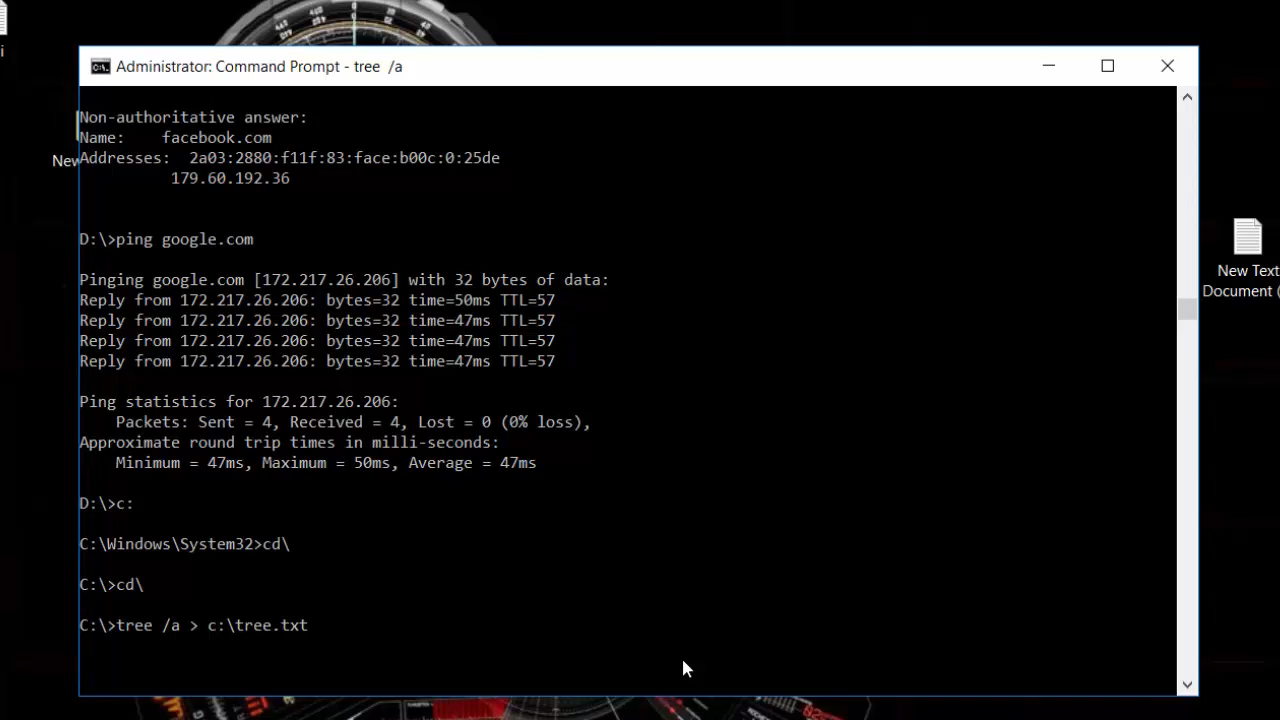 i
Administrator: Command Prompt - tree /a
Non-authoritative answer:
Name:    facebook.com
Addresses:  2a03:2880:f11f:83:face:b00c:0:25de
          179.60.192.36
New
D:\>ping google.com
Pinging google.com [172.217.26.206] with 32 bytes of data:
Reply from 172.217.26.206: bytes=32 time=50ms TTL=57
Reply from 172.217.26.206: bytes=32 time=47ms TTL=57
Reply from 172.217.26.206: bytes=32 time=47ms TTL=57
Reply from 172.217.26.206: bytes=32 time=47ms TTL=57
Ping statistics for 172.217.26.206:
    Packets: Sent = 4, Received = 4, Lost = 0 (0% loss),
Approximate round trip times in milli-seconds:
    Minimum = 47ms, Maximum = 50ms, Average = 47ms
D:\>c:
C:\Windows\System32>cd\
C:\>cd\
C:\>tree /a > c:\tree.txt
New Text
Document (